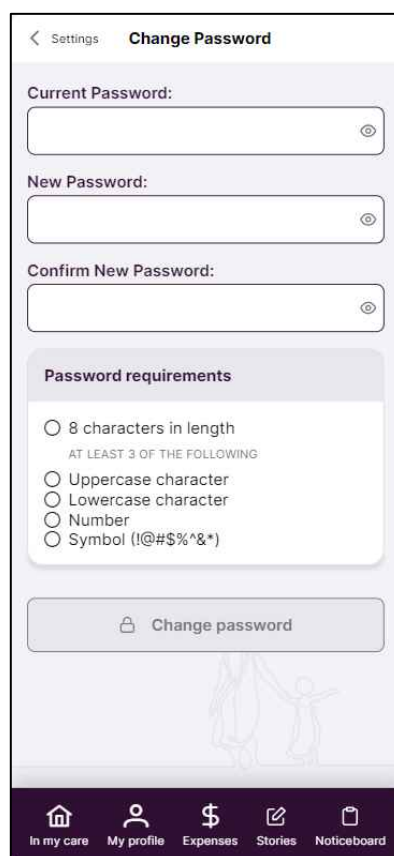 Settings Change Password
Current Password:
New Password:
Confirm New Password:
Password requirements
8 characters in length
AT LEAST 3 OF THE FOLLOWING
Uppercase character
Lowercase character
Number
Symbol (!@#$%^&*)
Change password
In my care My profile Expenses Stories Noticeboard